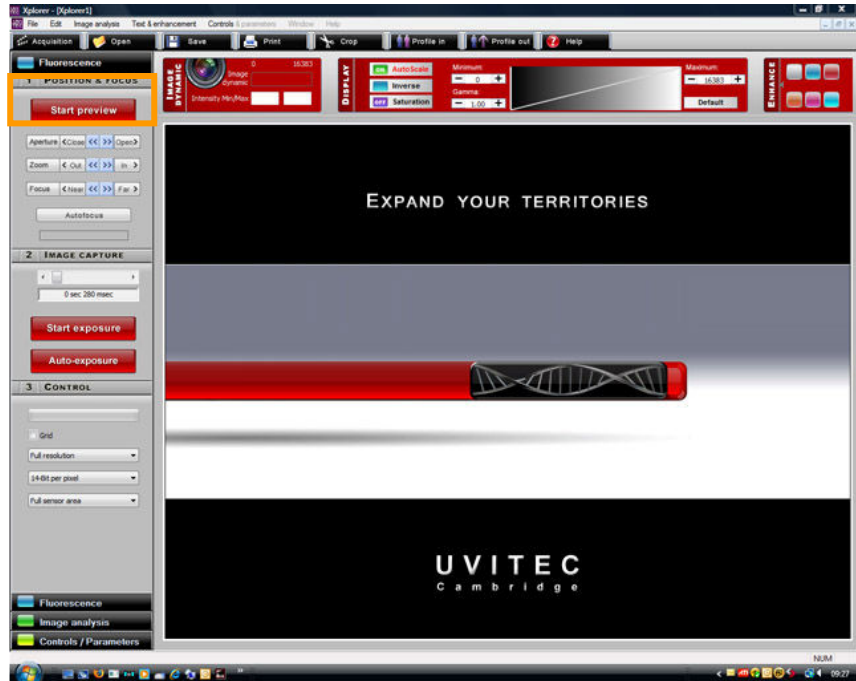 Xplorer - [Xplorer1]
File Edit Image analysis Text & enhancement Controls & parameters Window Help
Acquisition Open Save Print Crop Profile in Profile out Help
Fluorescence
1 POSITION & FOCUS
Start preview
Aperture Close << >> Open
Zoom Out << >> In
Focus Near << >> Far
Autofocus
2 IMAGE CAPTURE
0 sec 280 msec
Start exposure
Auto-exposure
3 CONTROL
Grid
Full resolution
14-Bit per pixel
Full sensor area
Fluorescence
Image analysis
Controls / Parameters
IMAGE DYNAMIC
0 16383
Image dynamic
Intensity Min/Max
DISPLAY
ON AutoScale
Inverse
OFF Saturation
Minimum:
- 0 +
Gamma:
- 1.00 +
Maximum:
- 16383 +
Default
ENHANCE
EXPAND YOUR TERRITORIES
UVITEC
Cambridge
NUM
09:27